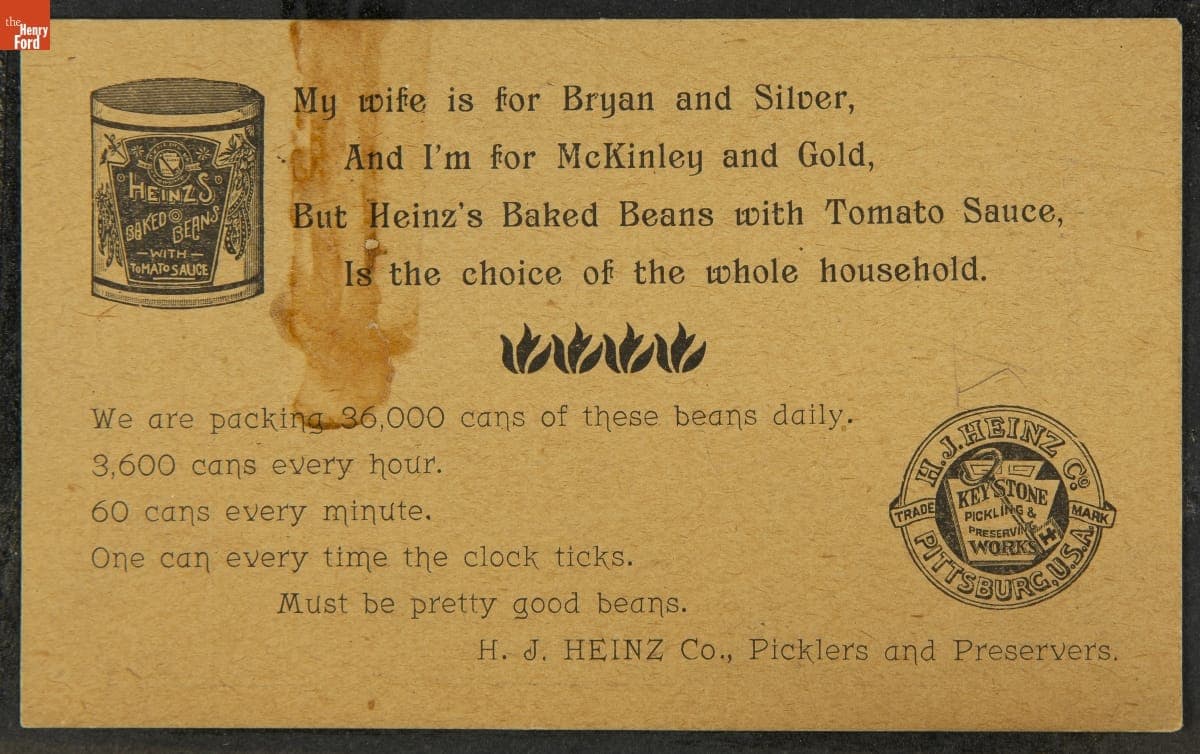 the
Henry
Ford
My wife is for Bryan and Silver,
And I'm for McKinley and Gold,
But Heinz's Baked Beans with Tomato Sauce,
Is the choice of the whole household.
HEINZ'S
BAKED BEANS
WITH
TOMATO SAUCE
We are packing 36,000 cans of these beans daily.
3,600 cans every hour.
60 cans every minute.
One can every time the clock ticks.
Must be pretty good beans.
H. J. HEINZ Co., Picklers and Preservers.
H.J. HEINZ Co.
KEYSTONE
PICKLING &
PRESERVING
WORKS
H
TRADE MARK
PITTSBURG, U.S.A.